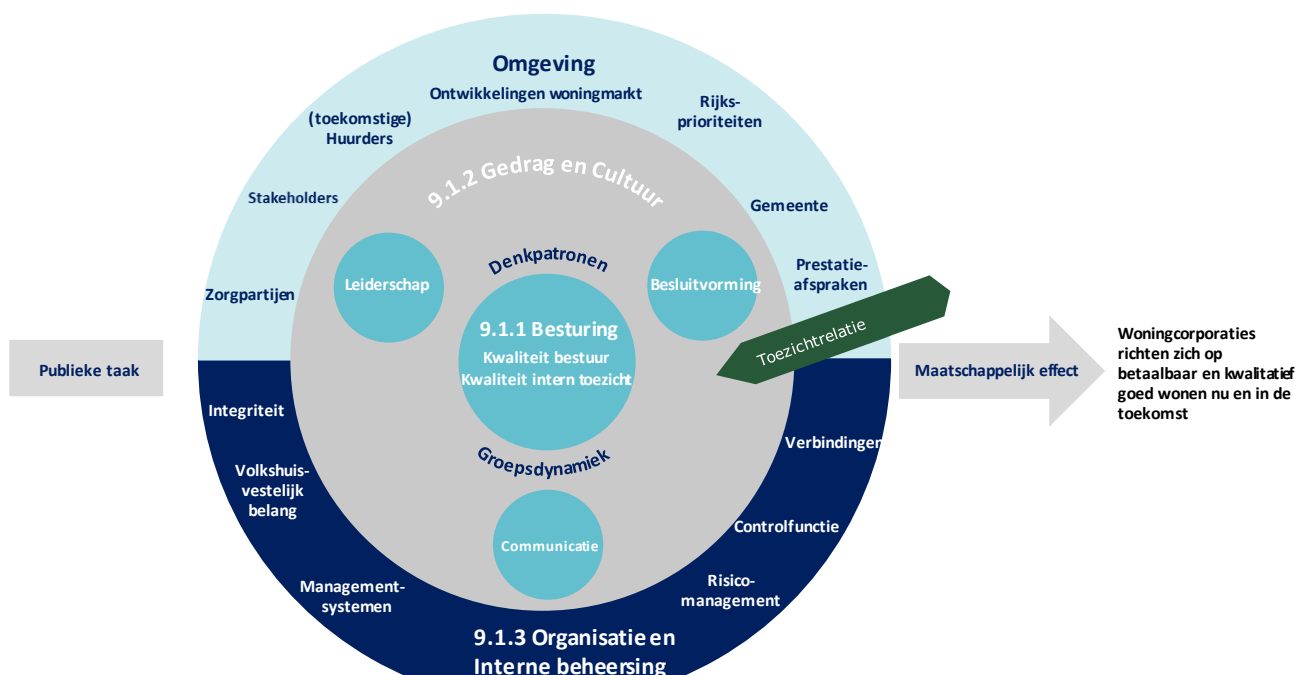 Omgeving
Ontwikkelingen woningmarkt
Rijks-
prioriteiten
(toekomstige)
Huurders
Stakeholders
Gemeente
Zorgpartijen
Prestatie-
afspraken
9.1.2 Gedrag en Cultuur
Leiderschap
Denkpatronen
Besluitvorming
9.1.1 Besturing
Kwaliteit bestuur
Kwaliteit intern toezicht
Toezichtrelatie
Groepsdynamiek
Communicatie
Publieke taak
Maatschappelijk effect
Woningcorporaties
richten zich op
betaalbaar en kwalitatief
goed wonen nu en in de
toekomst
Integriteit
Volkshuis-
vestelijk
belang
Management-
systemen
Verbindingen
Controlfunctie
Risico-
management
9.1.3 Organisatie en
Interne beheersing